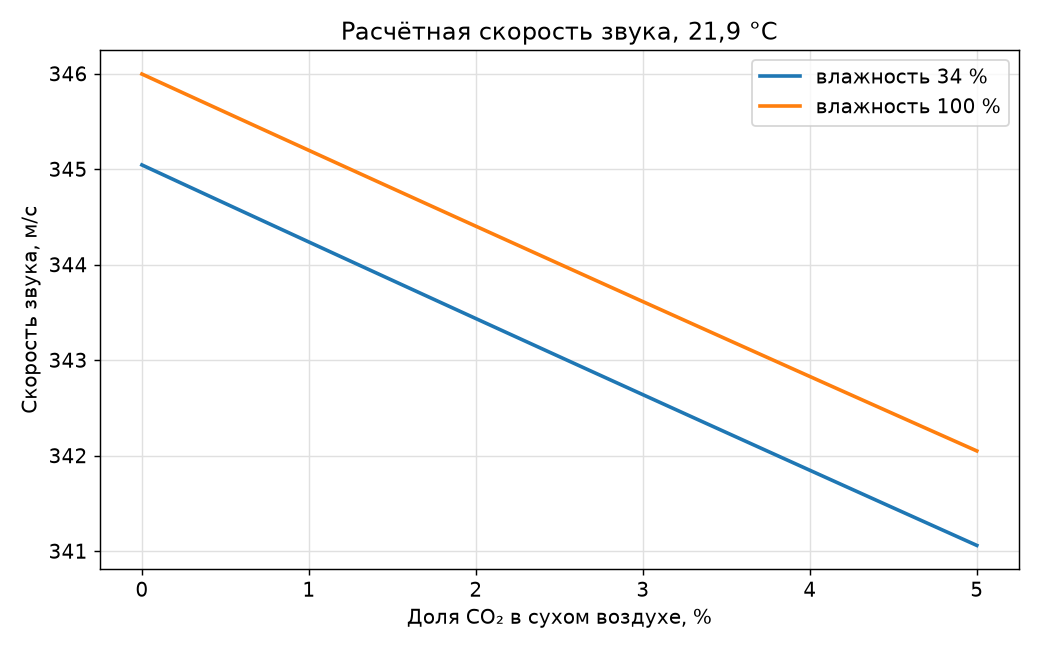 Расчётная скорость звука, 21,9 °C
влажность 34 %
влажность 100 %
Скорость звука, м/с
346
345
344
343
342
341
0 1 2 3 4 5
Доля CO₂ в сухом воздухе, %